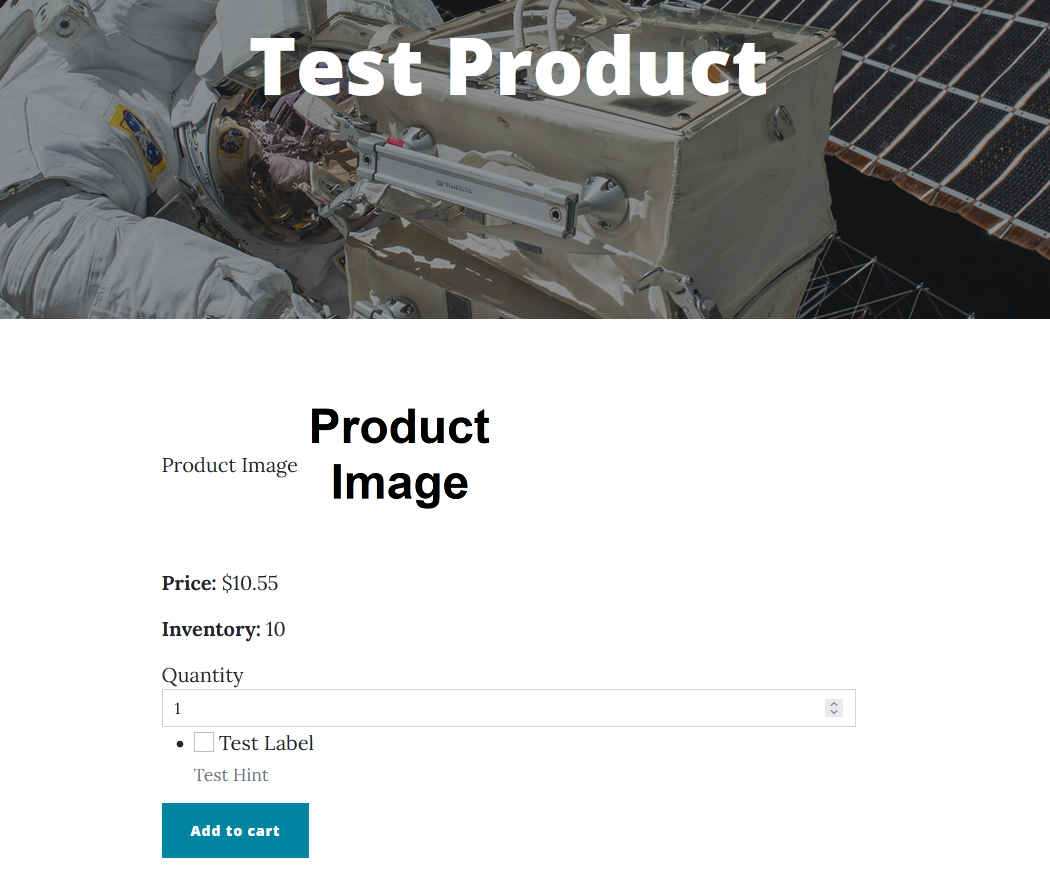 Test Product
Product Image
Product
Image
Price: $10.55
Inventory: 10
Quantity
1
Test Label
Test Hint
Add to cart